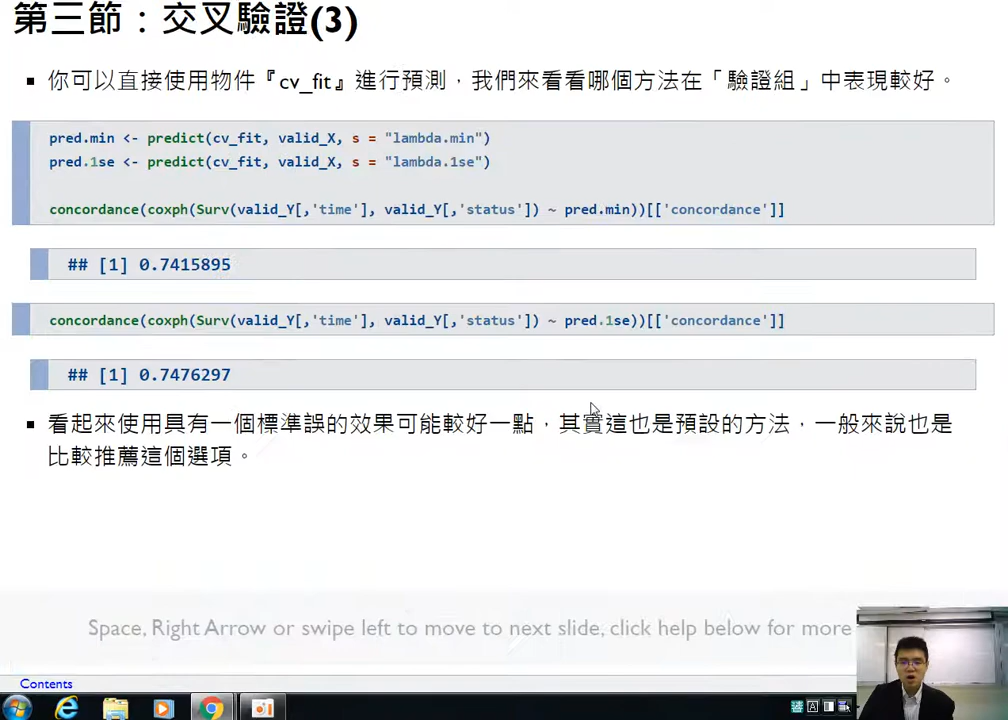 第三節：交叉驗證(3)
你可以直接使用物件『cv_fit』進行預測，我們來看看哪個方法在「驗證組」中表現較好。
pred.min <- predict(cv_fit, valid_X, s = "lambda.min")
pred.1se <- predict(cv_fit, valid_X, s = "lambda.1se")
concordance(coxph(Surv(valid_Y[,'time'], valid_Y[,'status']) ~ pred.min))[['concordance']]
## [1] 0.7415895
concordance(coxph(Surv(valid_Y[,'time'], valid_Y[,'status']) ~ pred.1se))[['concordance']]
## [1] 0.7476297
看起來使用具有一個標準誤的效果可能較好一點，其實這也是預設的方法，一般來說也是
比較推薦這個選項。
Space, Right Arrow or swipe left to move to next slide, click help below for more
Contents